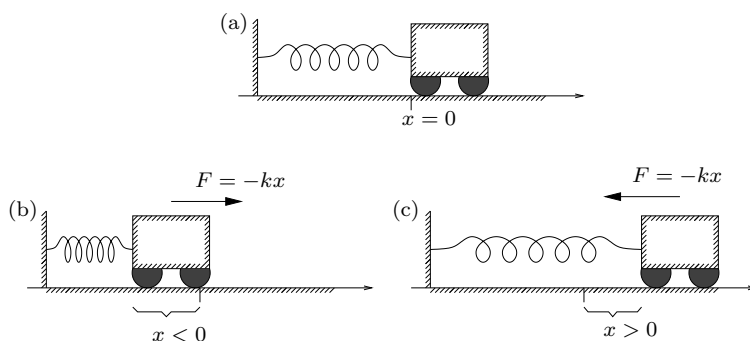 (a)
x = 0
F = −kx
(b)
x < 0
F = −kx
(c)
x > 0